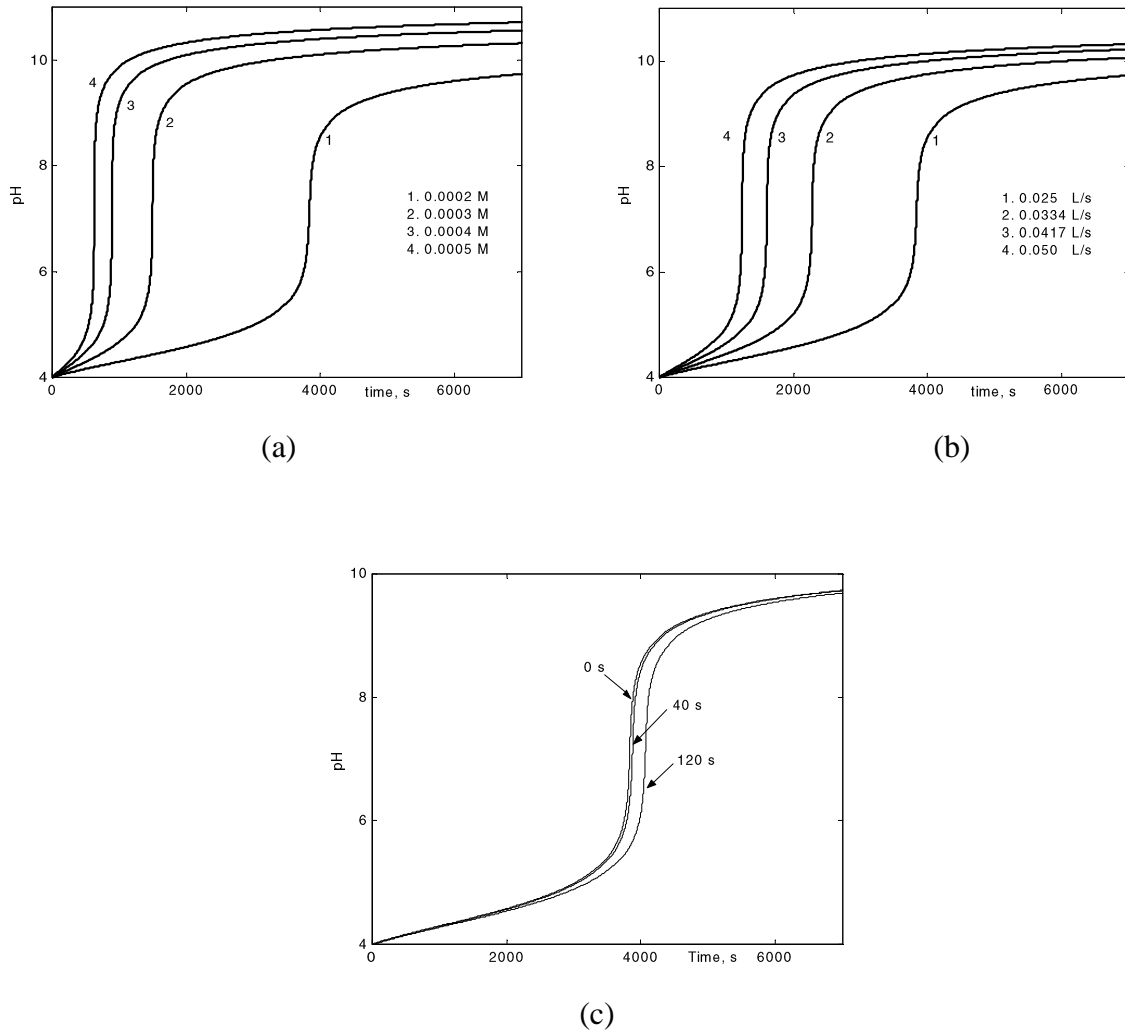 10
8
6
4
pH
4
3
2
1
1. 0.0002 M
2. 0.0003 M
3. 0.0004 M
4. 0.0005 M
0
2000
4000
time, s
6000
(a)
10
8
6
4
pH
4
3
2
1
1. 0.025 L/s
2. 0.0334 L/s
3. 0.0417 L/s
4. 0.050 L/s
0
2000
4000
time, s
6000
(b)
10
8
6
4
pH
0 s
40 s
120 s
0
2000
4000
Time, s
6000
(c)